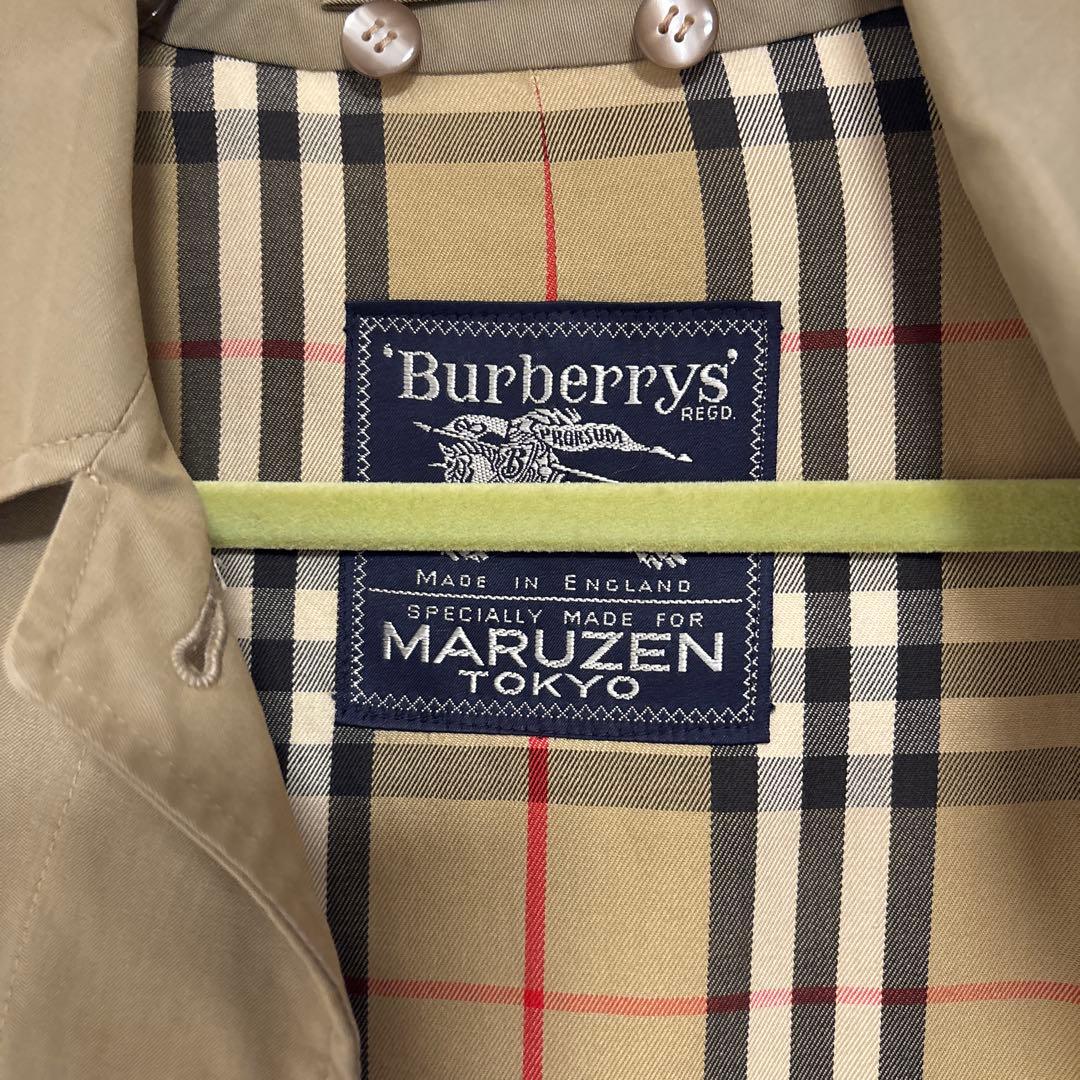 'Burberrys'
REGD.
PRORSUM
B
MADE IN ENGLAND
SPECIALLY MADE FOR
MARUZEN
TOKYO